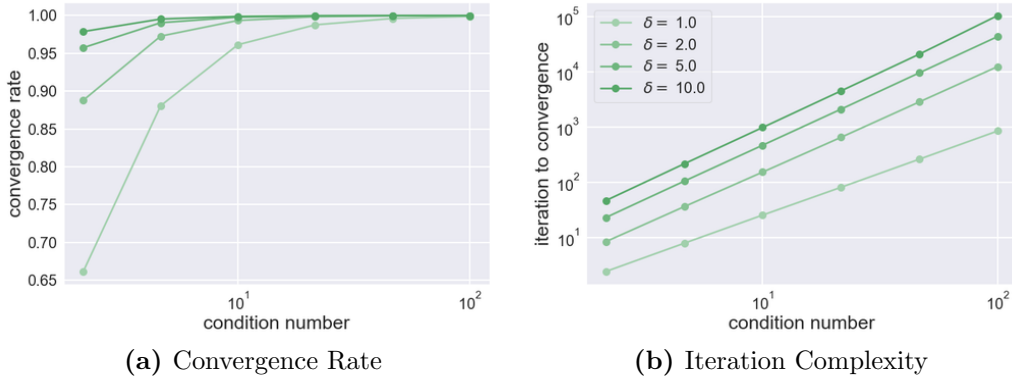 1.00
0.95
0.90
0.85
0.80
0.75
0.70
0.65
convergence rate
10¹
10²
condition number
(a) Convergence Rate
10⁵
10⁴
10³
10²
10¹
iteration to convergence
δ = 1.0
δ = 2.0
δ = 5.0
δ = 10.0
10¹
10²
condition number
(b) Iteration Complexity